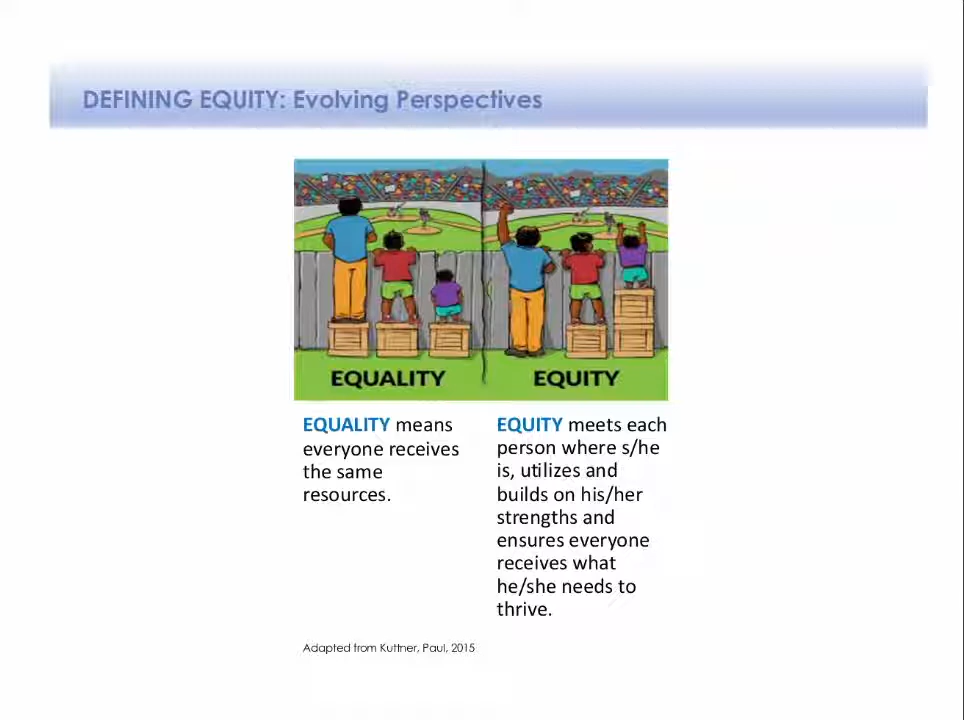 DEFINING EQUITY: Evolving Perspectives
EQUALITY
EQUITY
EQUALITY means
everyone receives
the same
resources.
EQUITY meets each
person where s/he
is, utilizes and
builds on his/her
strengths and
ensures everyone
receives what
he/she needs to
thrive.
Adapted from Kuttner, Paul, 2015